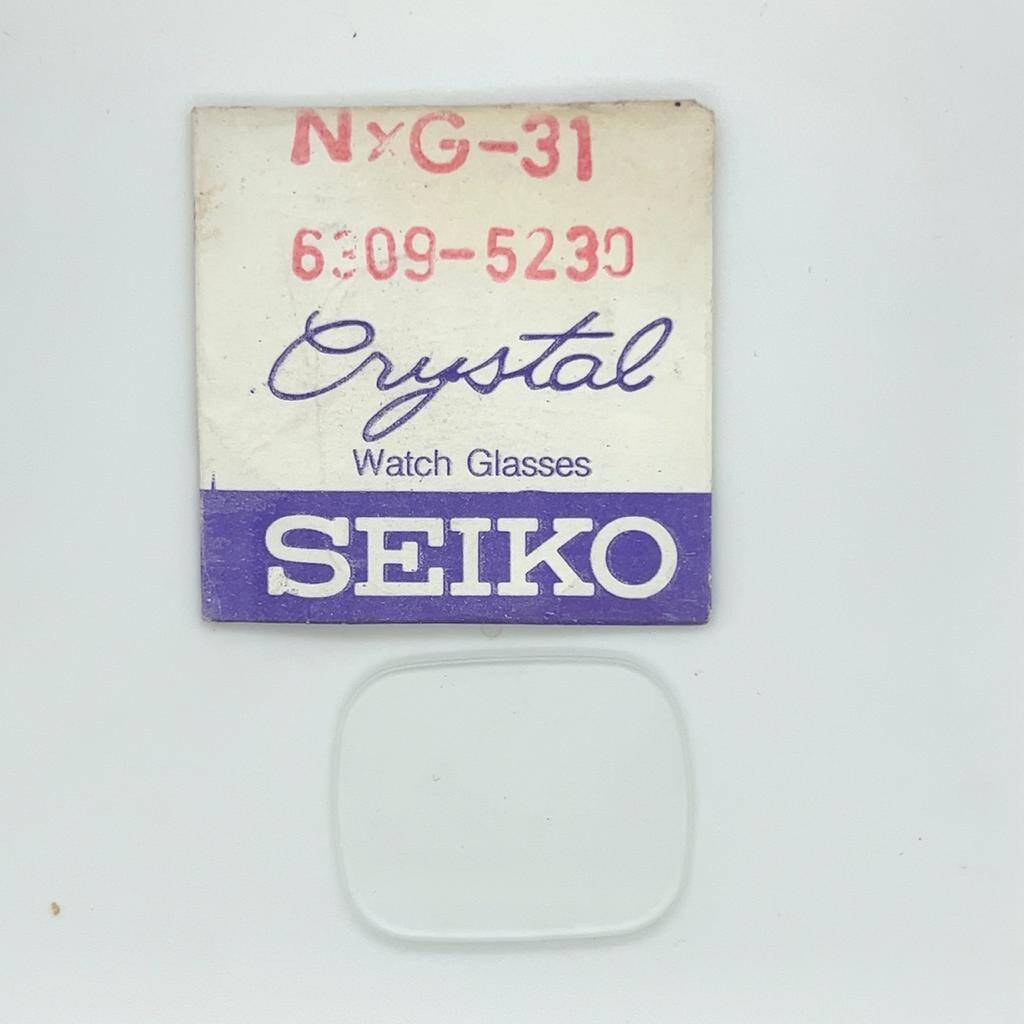 NxG-31
6309-5230
Crystal
Watch Glasses
SEIKO